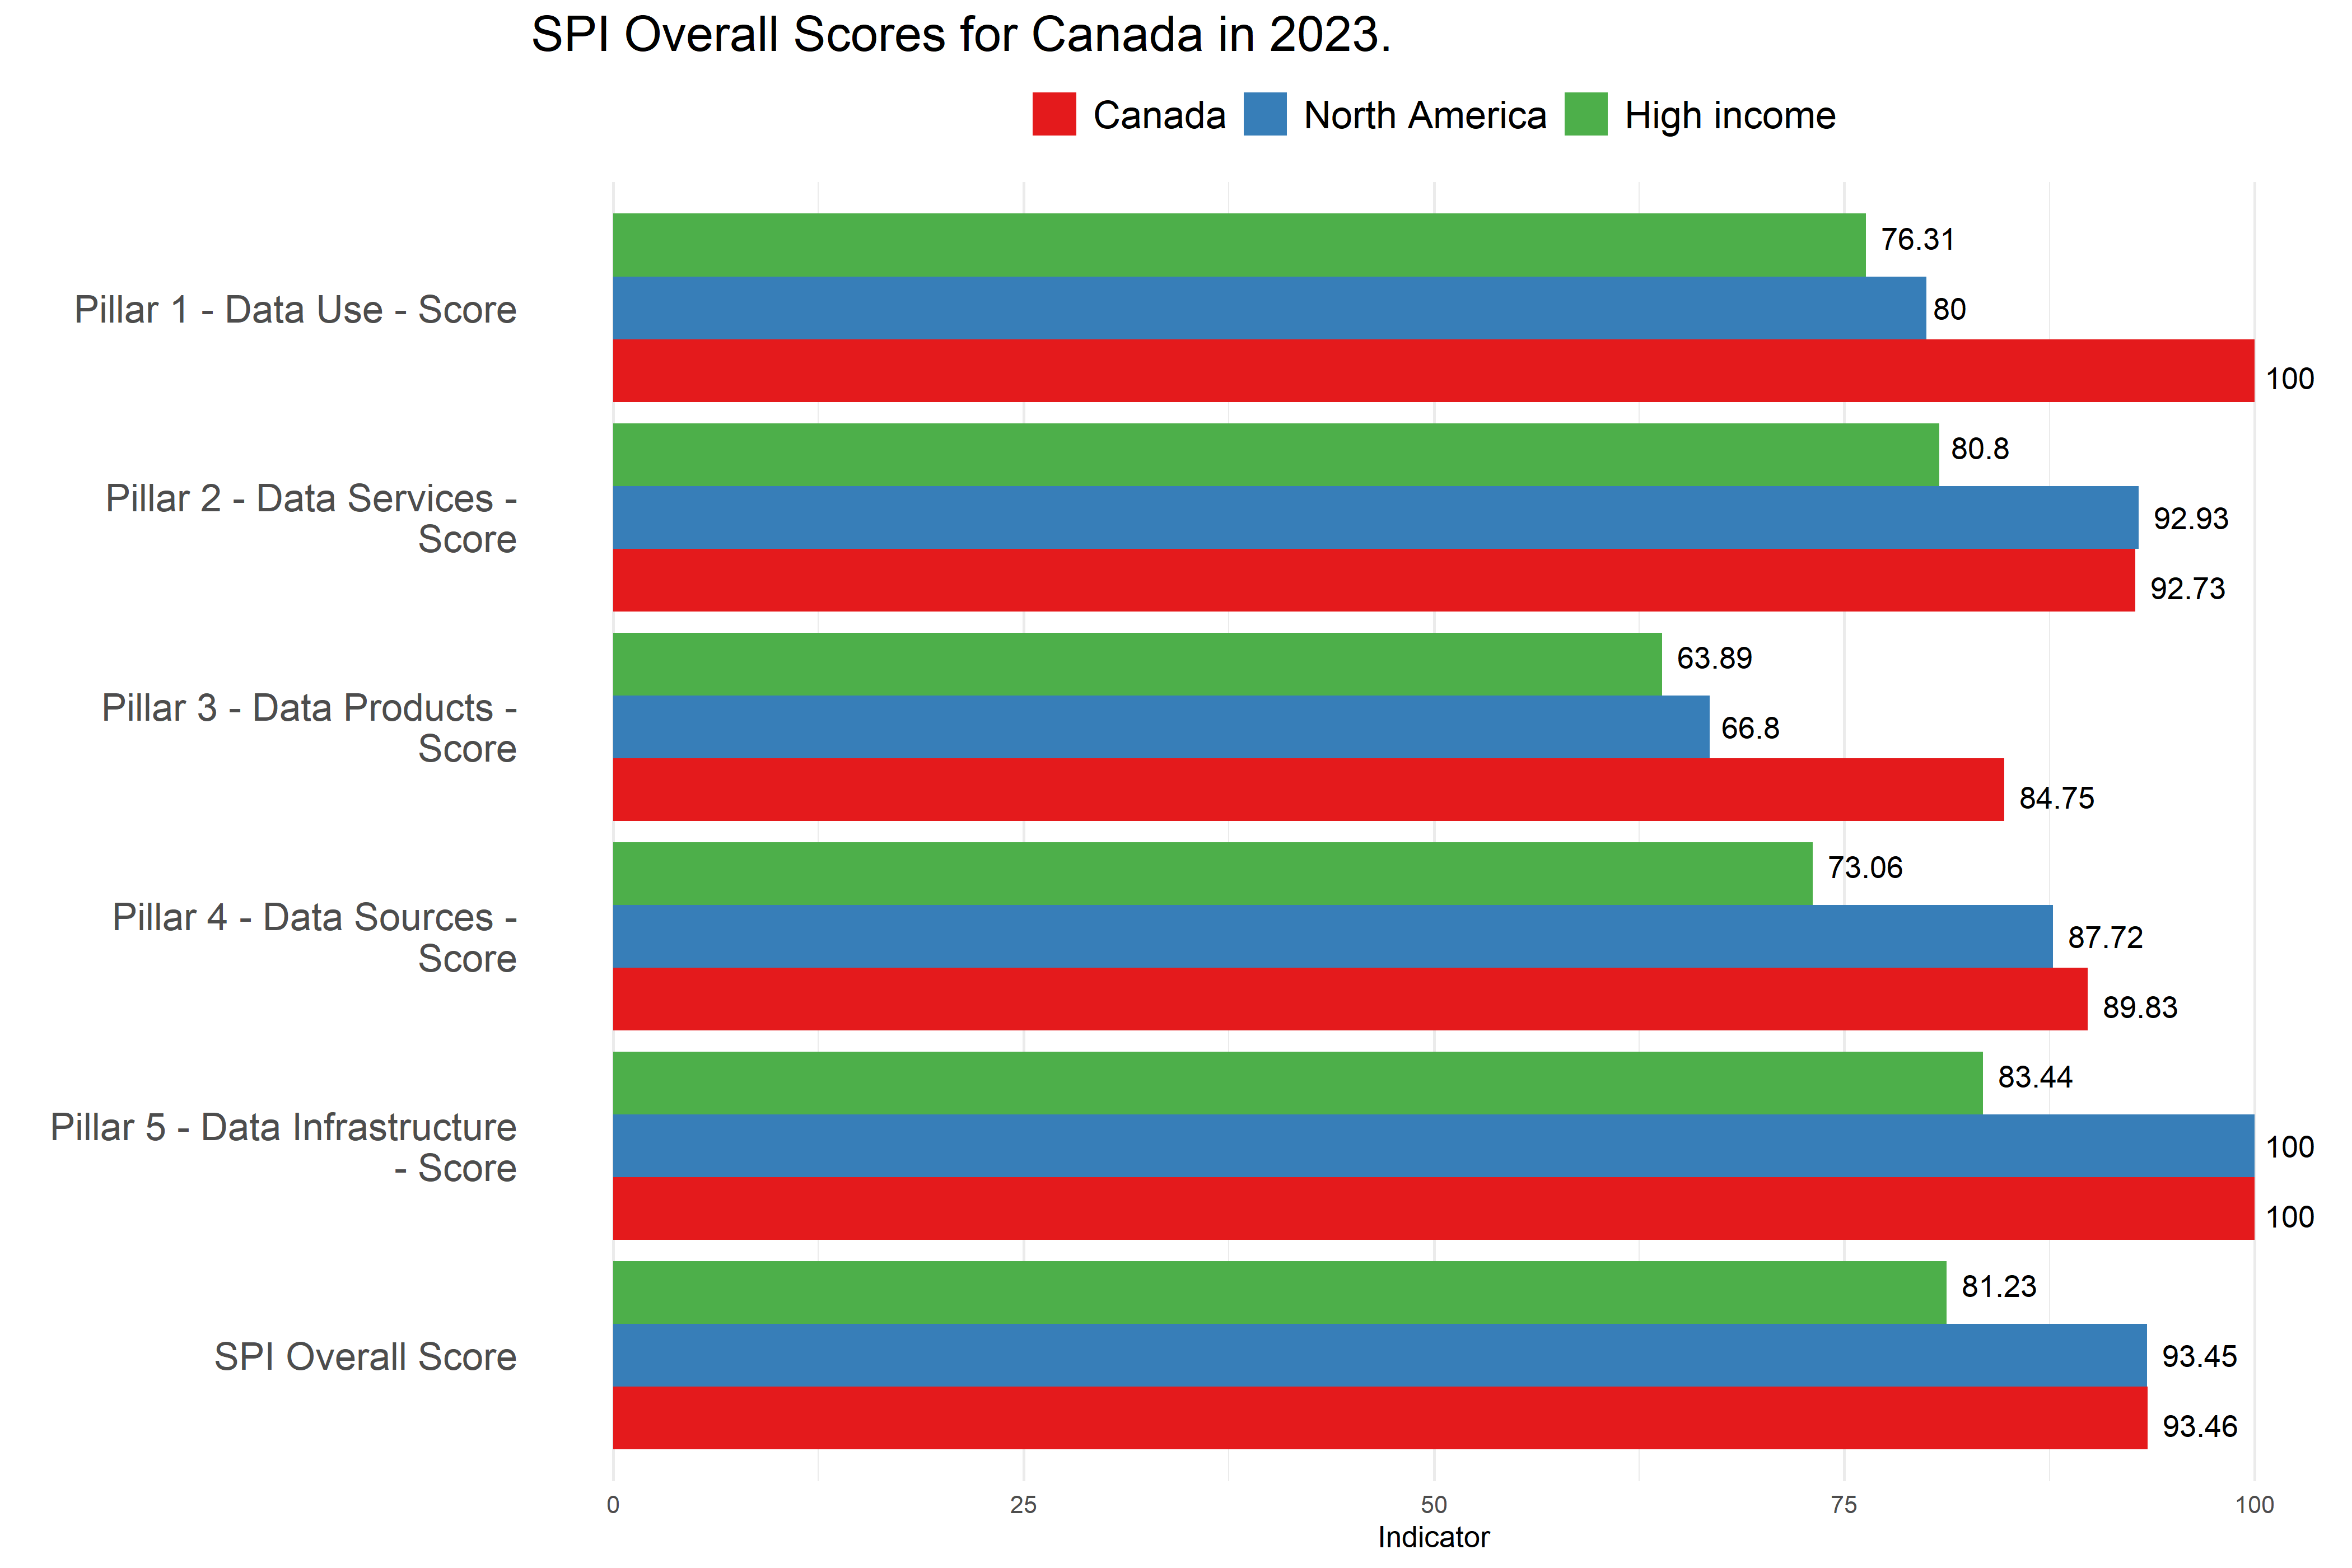 SPI Overall Scores for Canada in 2023.
Canada North America High income
Pillar 1 - Data Use - Score
76.31
80
100
Pillar 2 - Data Services -
Score
80.8
92.93
92.73
Pillar 3 - Data Products -
Score
63.89
66.8
84.75
Pillar 4 - Data Sources -
Score
73.06
87.72
89.83
Pillar 5 - Data Infrastructure
- Score
83.44
100
100
SPI Overall Score
81.23
93.45
93.46
0 25 50 75 100
Indicator